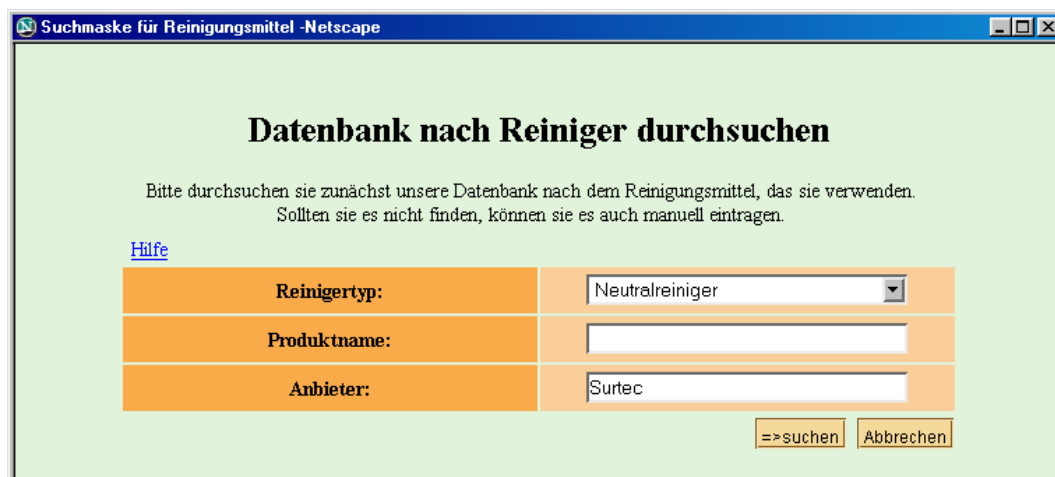 Suchmaske für Reinigungsmittel -Netscape
Datenbank nach Reiniger durchsuchen
Bitte durchsuchen sie zunächst unsere Datenbank nach dem Reinigungsmittel, das sie verwenden.
Sollten sie es nicht finden, können sie es auch manuell eintragen.
Hilfe
Reinigertyp: Neutralreiniger
Produktname:
Anbieter: Surtec
=>suchen Abbrechen